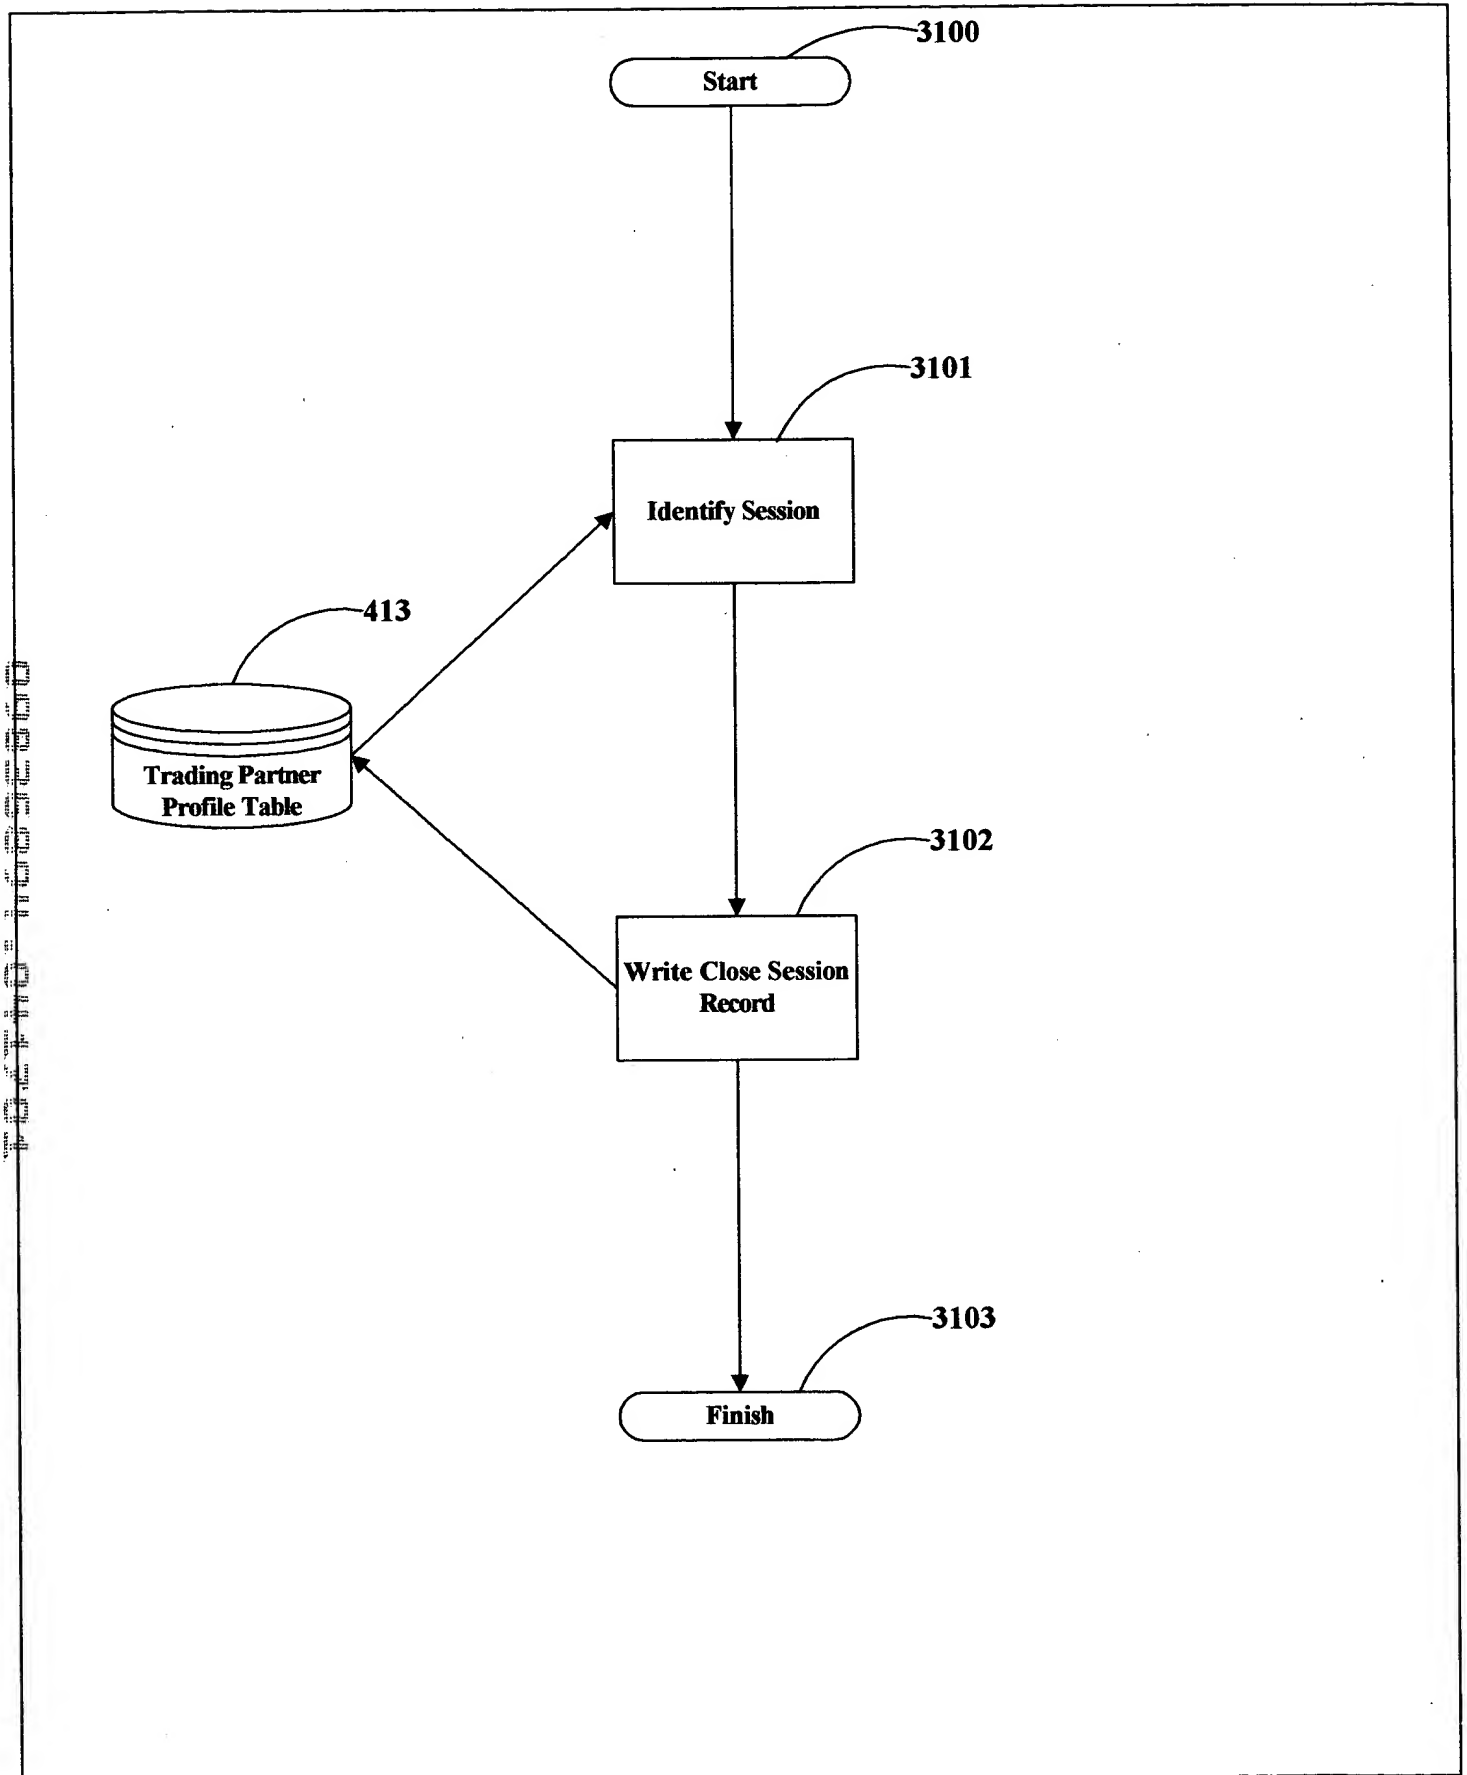 3100
Start
3101
Identify Session
413
Trading Partner
Profile Table
3102
Write Close Session
Record
3103
Finish